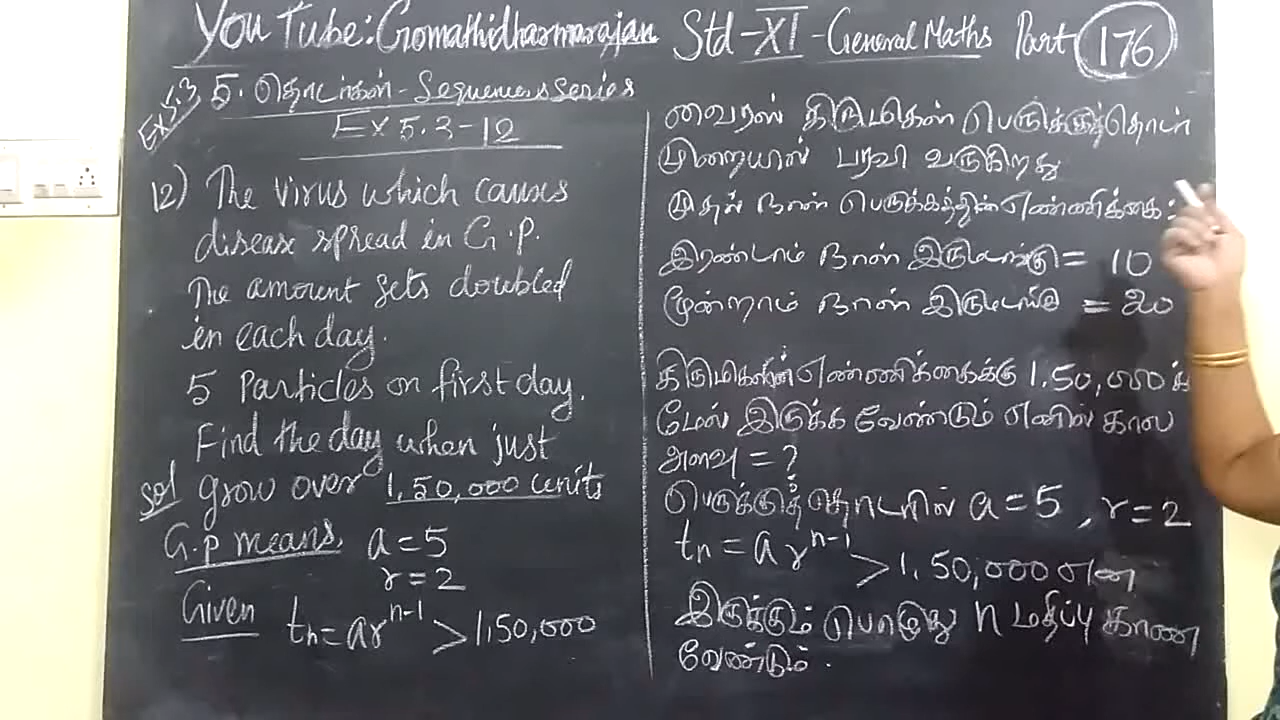 YouTube: Gomathidharmarajan Std-XI-General Maths Part 176
Ex 5.3
5. தொடர்கள் - Sequences Series
Ex 5.3-12
12) The virus which causes
disease spread in G.P.
The amount gets doubled
in each day.
5 Particles on first day.
Find the day when just
grow over 1,50,000 units
sol
G.p means, a = 5
r = 2
Given tn = ar^n-1 > 1,50,000
வைரஸ் கிருமிகள் பெருக்குத்தொடர்
முறையில் பரவி வருகிறது
முதல் நாள் பெருக்கத்தின் எண்ணிக்கை :
இரண்டாம் நாள் இருமடங்கு = 10
மூன்றாம் நாள் இருமடங்கு = 20
கிருமிகளின் எண்ணிக்கைக்கு 1,50,000 க்
மேல் இருக்க வேண்டும் எனில் கால
அளவு = ?
பெருக்குத் தொடரில் a = 5 , r = 2
tn = ar^n-1 > 1,50,000 என
இருக்கும் பொழுது n மதிப்பு காண
வேண்டும் .